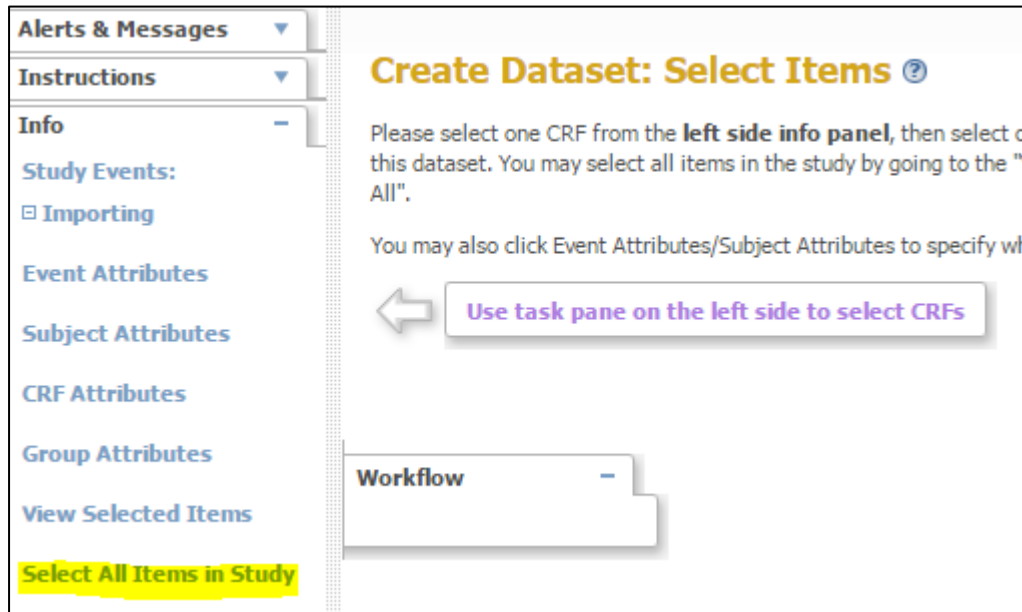 Alerts & Messages
Instructions
Info
Study Events:
Importing
Event Attributes
Subject Attributes
CRF Attributes
Group Attributes
View Selected Items
Select All Items in Study
Create Dataset: Select Items
Please select one CRF from the left side info panel, then select
this dataset. You may select all items in the study by going to the "
All".
You may also click Event Attributes/Subject Attributes to specify
Use task pane on the left side to select CRFs
Workflow